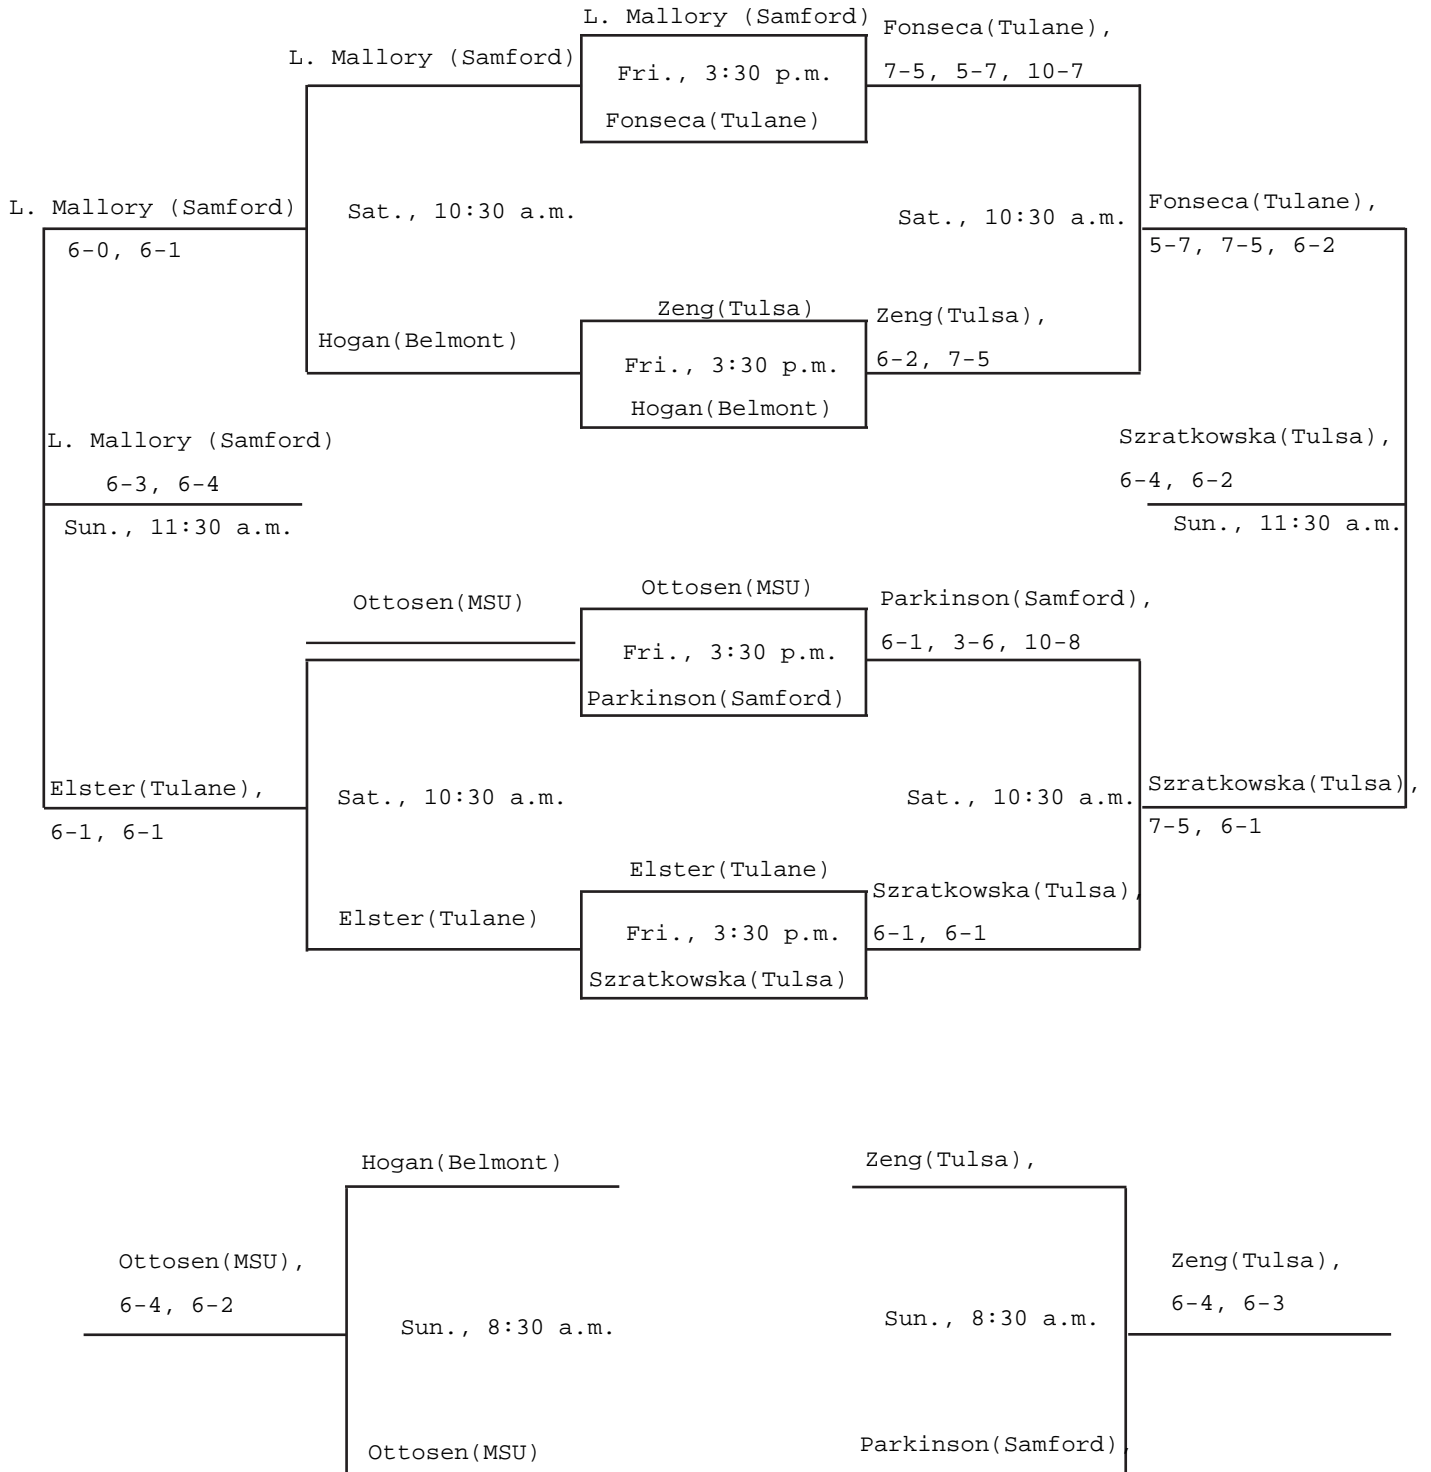 L. Mallory (Samford)
Fonseca(Tulane),
L. Mallory (Samford)
Fri., 3:30 p.m.
7-5, 5-7, 10-7
Fonseca(Tulane)
L. Mallory (Samford)
Sat., 10:30 a.m.
Sat., 10:30 a.m.
Fonseca(Tulane),
6-0, 6-1
5-7, 7-5, 6-2
Zeng(Tulsa)
Zeng(Tulsa),
Hogan(Belmont)
Fri., 3:30 p.m.
6-2, 7-5
Hogan(Belmont)
L. Mallory (Samford)
Szratkowska(Tulsa),
6-3, 6-4
6-4, 6-2
Sun., 11:30 a.m.
Sun., 11:30 a.m.
Ottosen(MSU)
Ottosen(MSU)
Parkinson(Samford),
Fri., 3:30 p.m.
6-1, 3-6, 10-8
Parkinson(Samford)
Elster(Tulane),
Sat., 10:30 a.m.
Sat., 10:30 a.m.
Szratkowska(Tulsa),
6-1, 6-1
7-5, 6-1
Elster(Tulane)
Szratkowska(Tulsa),
Elster(Tulane)
Fri., 3:30 p.m.
6-1, 6-1
Szratkowska(Tulsa)
Hogan(Belmont)
Zeng(Tulsa),
Ottosen(MSU),
Zeng(Tulsa),
6-4, 6-2
6-4, 6-3
Sun., 8:30 a.m.
Sun., 8:30 a.m.
Ottosen(MSU)
Parkinson(Samford),